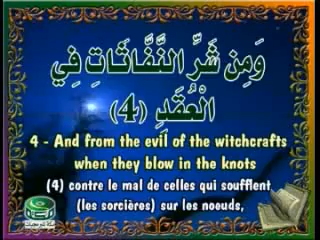 وَمِن شَرِّ النَّفَّاثَاتِ فِي
الْعُقَدِ (4)
4 - And from the evil of the witchcrafts
when they blow in the knots
(4) contre le mal de celles qui soufflent
(les sorcières) sur les noeuds,